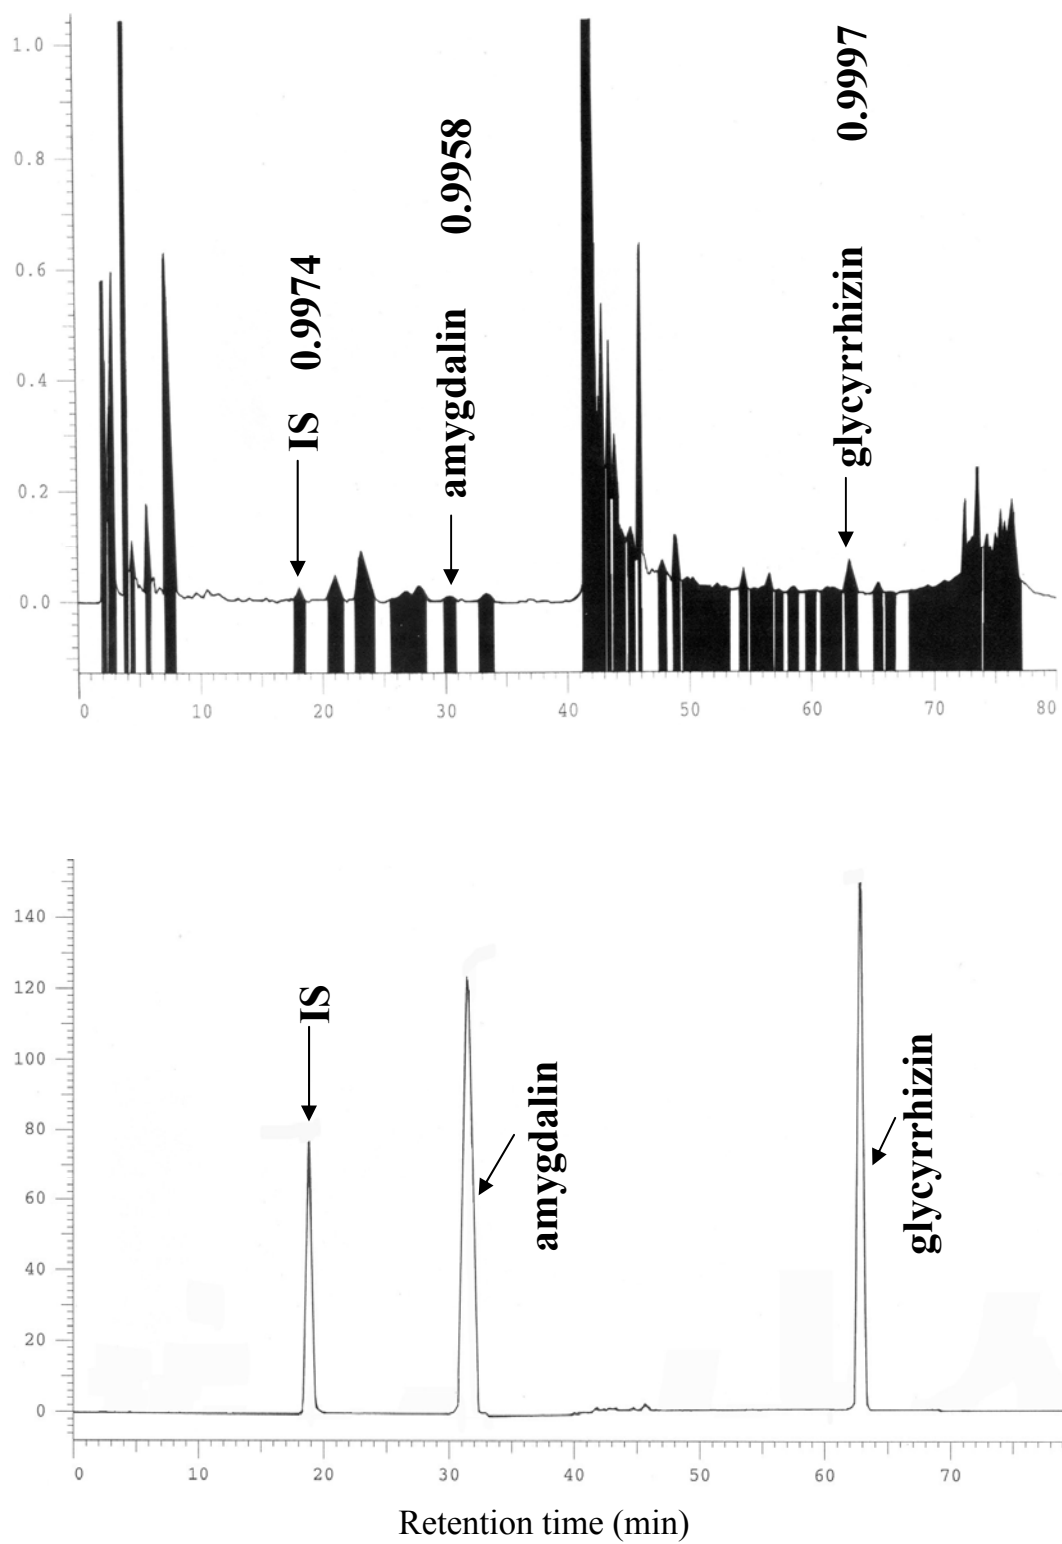 1.0
0.8
0.6
0.4
0.2
0.0
IS 0.9974
amygdalin 0.9958
glycyrrhizin 0.9997
0 10 20 30 40 50 60 70 80
140
120
100
80
60
40
20
0
IS
amygdalin
glycyrrhizin
0 10 20 30 40 50 60 70
Retention time (min)